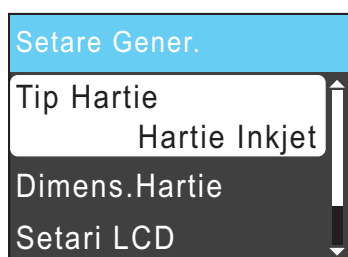 Setare Gener.
Tip Hartie
Hartie Inkjet
Dimens.Hartie
Setari LCD